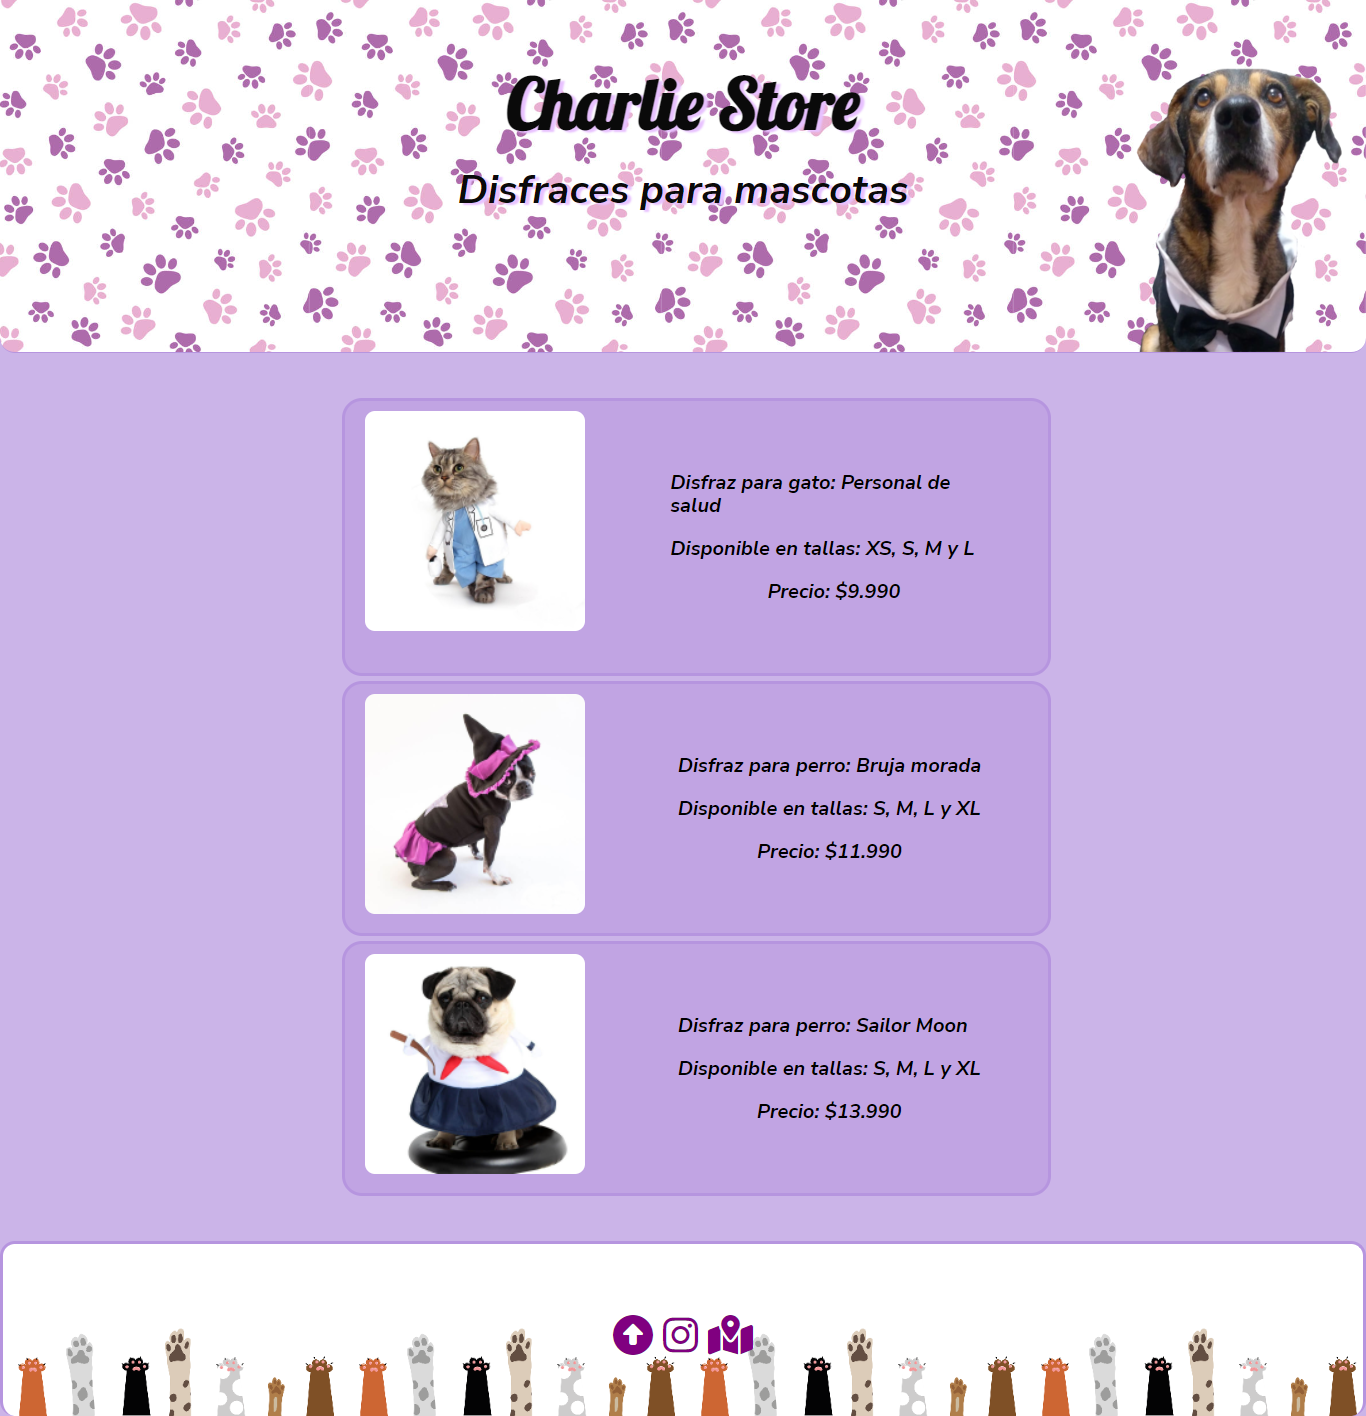 Charlie Store
Disfraces para mascotas
Disfraz para gato: Personal de
salud
Disponible en tallas: XS, S, M y L
Precio: $9.990
Disfraz para perro: Bruja morada
Disponible en tallas: S, M, L y XL
Precio: $11.990
Disfraz para perro: Sailor Moon
Disponible en tallas: S, M, L y XL
Precio: $13.990